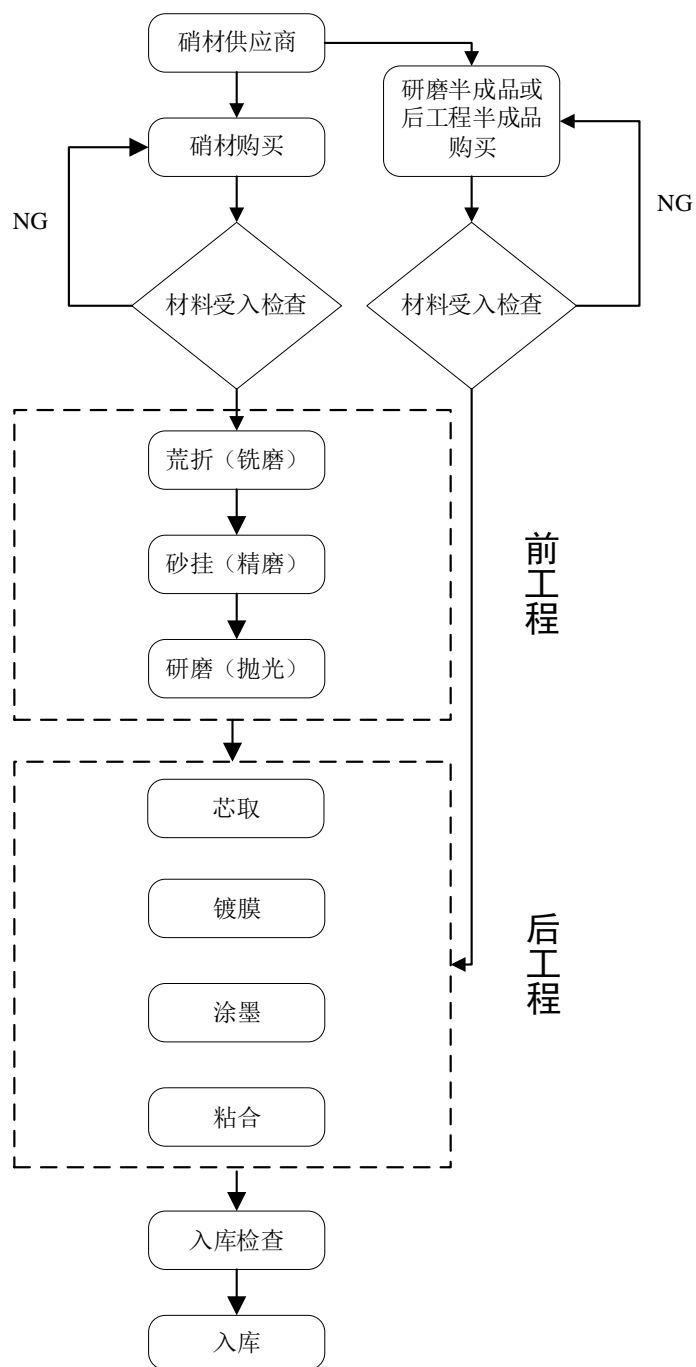 硝材供应商
研磨半成品或
后工程半成品
购买
硝材购买
NG
NG
材料受入检查
材料受入检查
荒折（铣磨）
砂挂（精磨）
研磨（抛光）
前工程
芯取
镀膜
涂墨
粘合
后工程
入库检查
入库